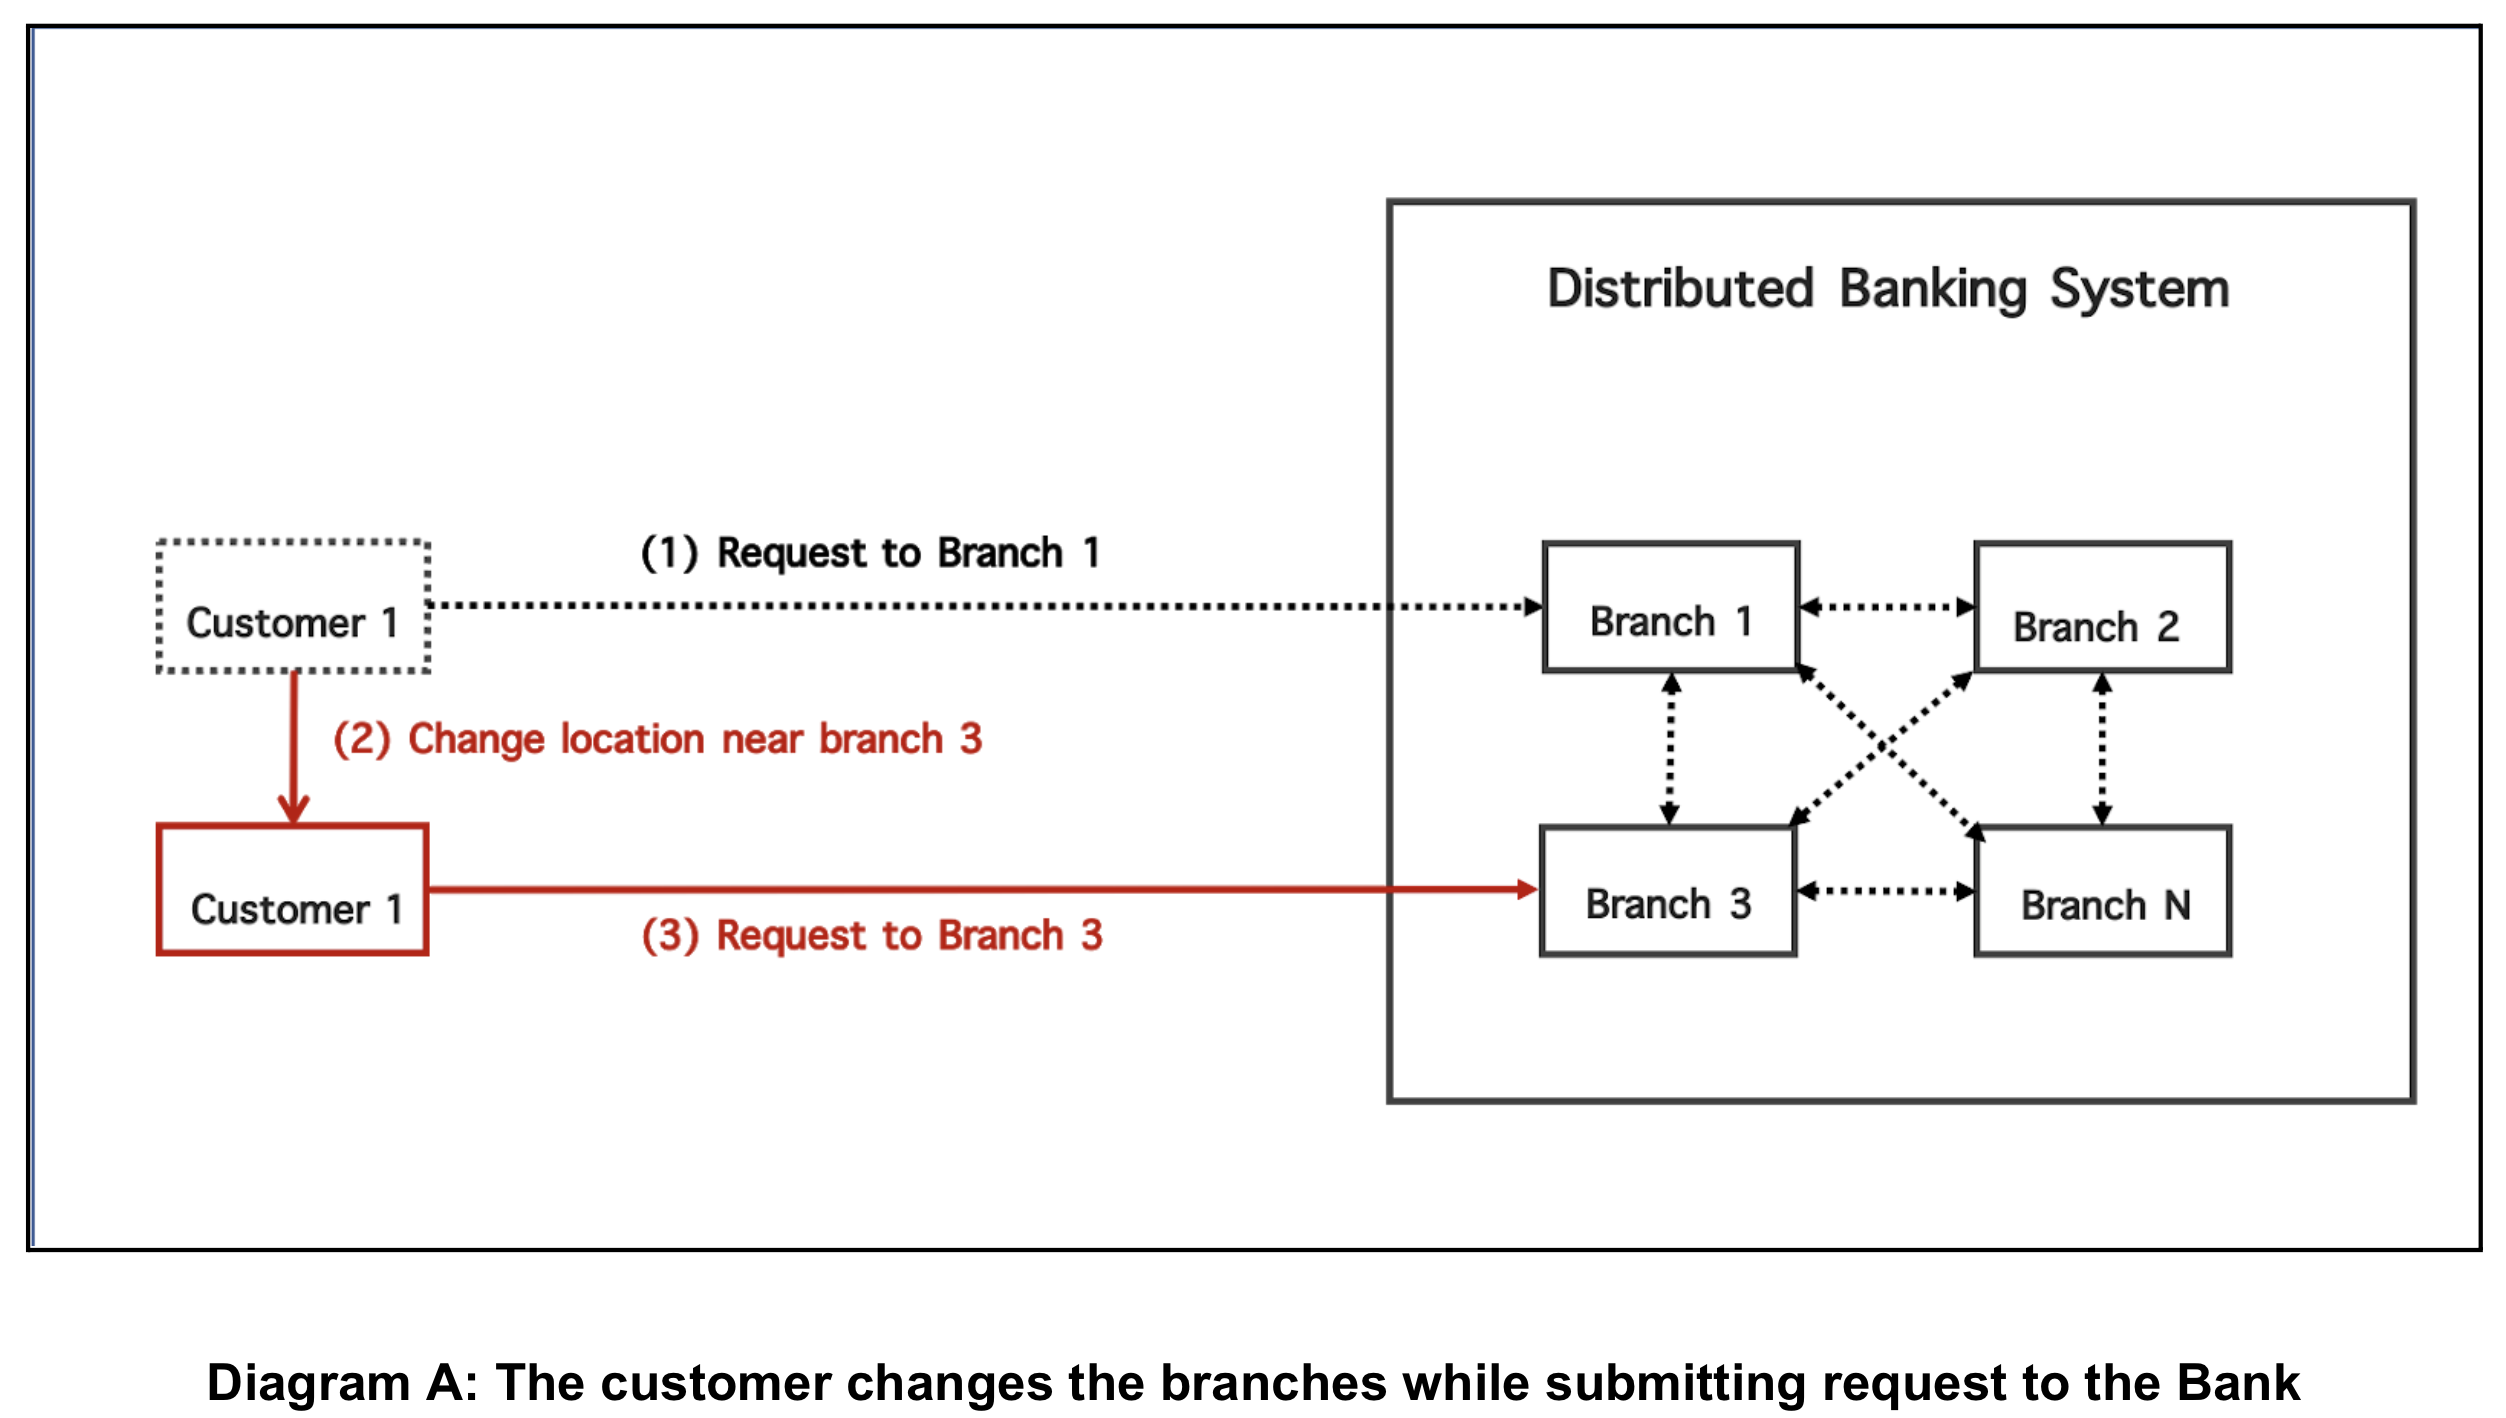 Distributed Banking System
(1) Request to Branch 1
Customer 1
Branch 1
Branch 2
(2) Change location near branch 3
Customer 1
(3) Request to Branch 3
Branch 3
Branch N
Diagram A: The customer changes the branches while submitting request to the Bank